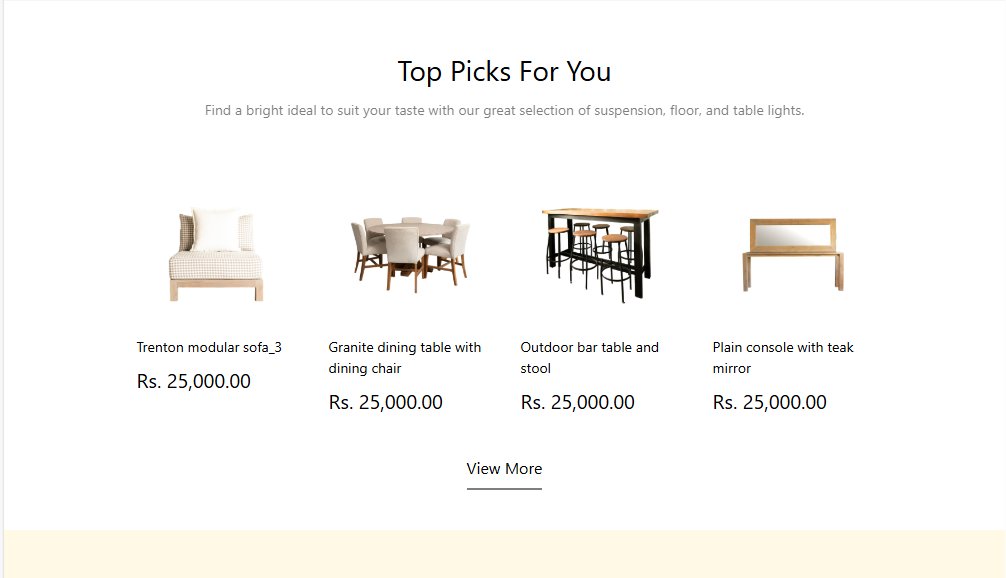 Top Picks For You
Find a bright ideal to suit your taste with our great selection of suspension, floor, and table lights.
Trenton modular sofa_3
Rs. 25,000.00
Granite dining table with
dining chair
Rs. 25,000.00
Outdoor bar table and
stool
Rs. 25,000.00
Plain console with teak
mirror
Rs. 25,000.00
View More